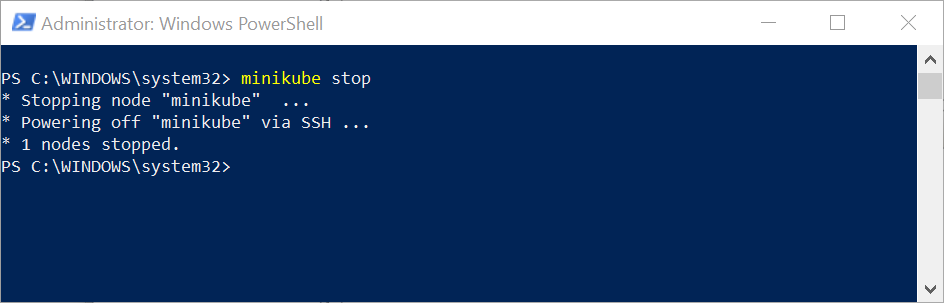 Administrator: Windows PowerShell
PS C:\WINDOWS\system32> minikube stop
* Stopping node "minikube"  ...
* Powering off "minikube" via SSH ...
* 1 nodes stopped.
PS C:\WINDOWS\system32>